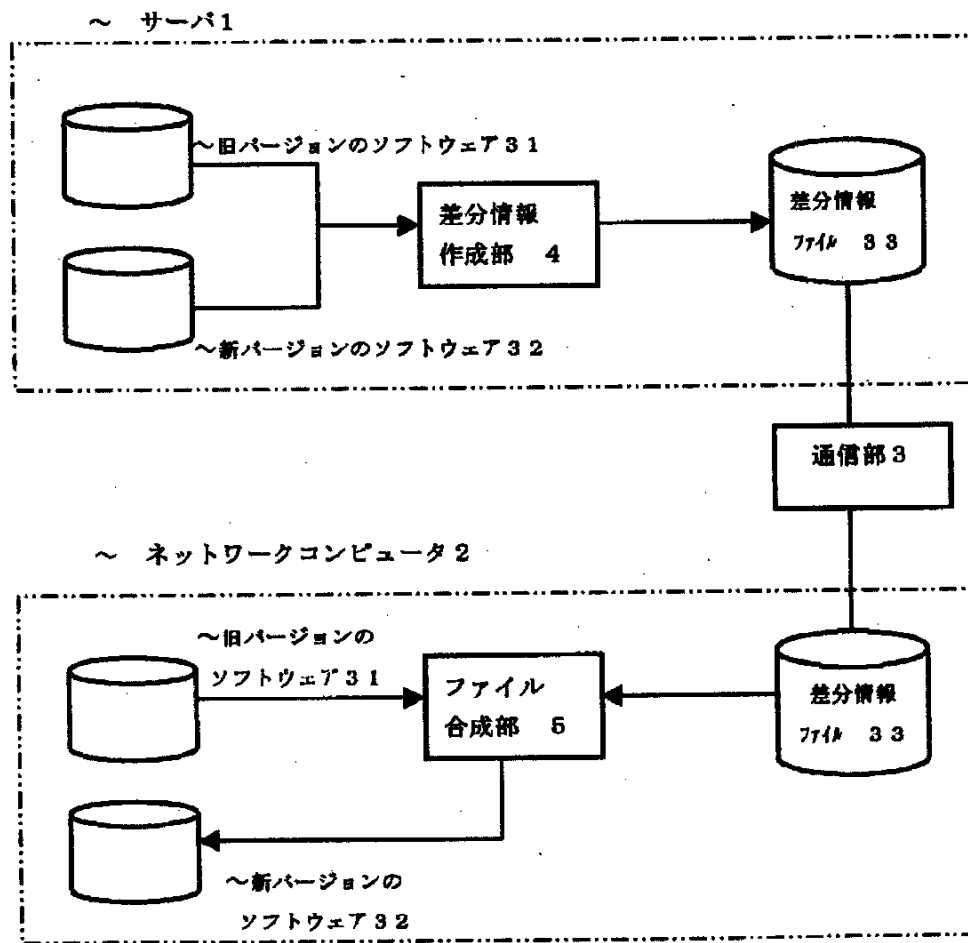 ～ サーバ１
～旧バージョンのソフトウェア３１
差分情報
作成部 ４
差分情報
ﾌｧｲﾙ ３３
～新バージョンのソフトウェア３２
通信部３
～ ネットワークコンピュータ２
～旧バージョンの
ソフトウェア３１
ファイル
合成部 ５
差分情報
ﾌｧｲﾙ ３３
～新バージョンの
ソフトウェア３２